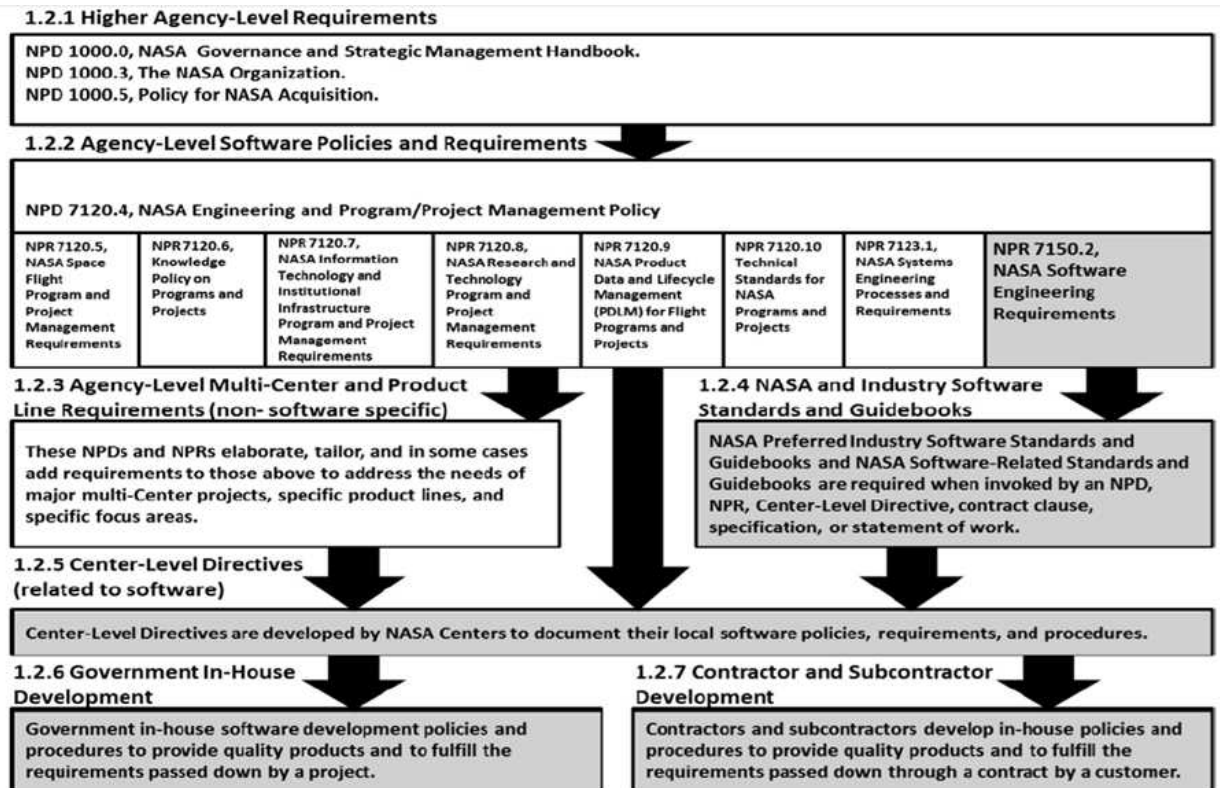 1.2.1 Higher Agency-Level Requirements
NPD 1000.0, NASA Governance and Strategic Management Handbook.
NPD 1000.3, The NASA Organization.
NPD 1000.5, Policy for NASA Acquisition.
1.2.2 Agency-Level Software Policies and Requirements
NPD 7120.4, NASA Engineering and Program/Project Management Policy
NPR 7120.5,
NASA Space
Flight
Program and
Project
Management
Requirements
NPR 7120.6,
Knowledge
Policy on
Programs and
Projects
NPR 7120.7,
NASA Information
Technology and
Institutional
Infrastructure
Program and Project
Management
Requirements
NPR 7120.8,
NASA Research and
Technology
Program and
Project
Management
Requirements
NPR 7120.9
NASA Product
Data and Lifecycle
Management
(PDLM) for Flight
Programs and
Projects
NPR 7120.10
Technical
Standards for
NASA
Programs and
Projects
NPR 7123.1,
NASA Systems
Engineering
Processes and
Requirements
NPR 7150.2,
NASA Software
Engineering
Requirements
1.2.3 Agency-Level Multi-Center and Product
Line Requirements (non- software specific)
These NPDs and NPRs elaborate, tailor, and in some cases
add requirements to those above to address the needs of
major multi-Center projects, specific product lines, and
specific focus areas.
1.2.4 NASA and Industry Software
Standards and Guidebooks
NASA Preferred Industry Software Standards and
Guidebooks and NASA Software-Related Standards and
Guidebooks are required when invoked by an NPD,
NPR, Center-Level Directive, contract clause,
specification, or statement of work.
1.2.5 Center-Level Directives
(related to software)
Center-Level Directives are developed by NASA Centers to document their local software policies, requirements, and procedures.
1.2.6 Government In-House
Development
Government in-house software development policies and
procedures to provide quality products and to fulfill the
requirements passed down by a project.
1.2.7 Contractor and Subcontractor
Development
Contractors and subcontractors develop in-house policies and
procedures to provide quality products and to fulfill the
requirements passed down through a contract by a customer.